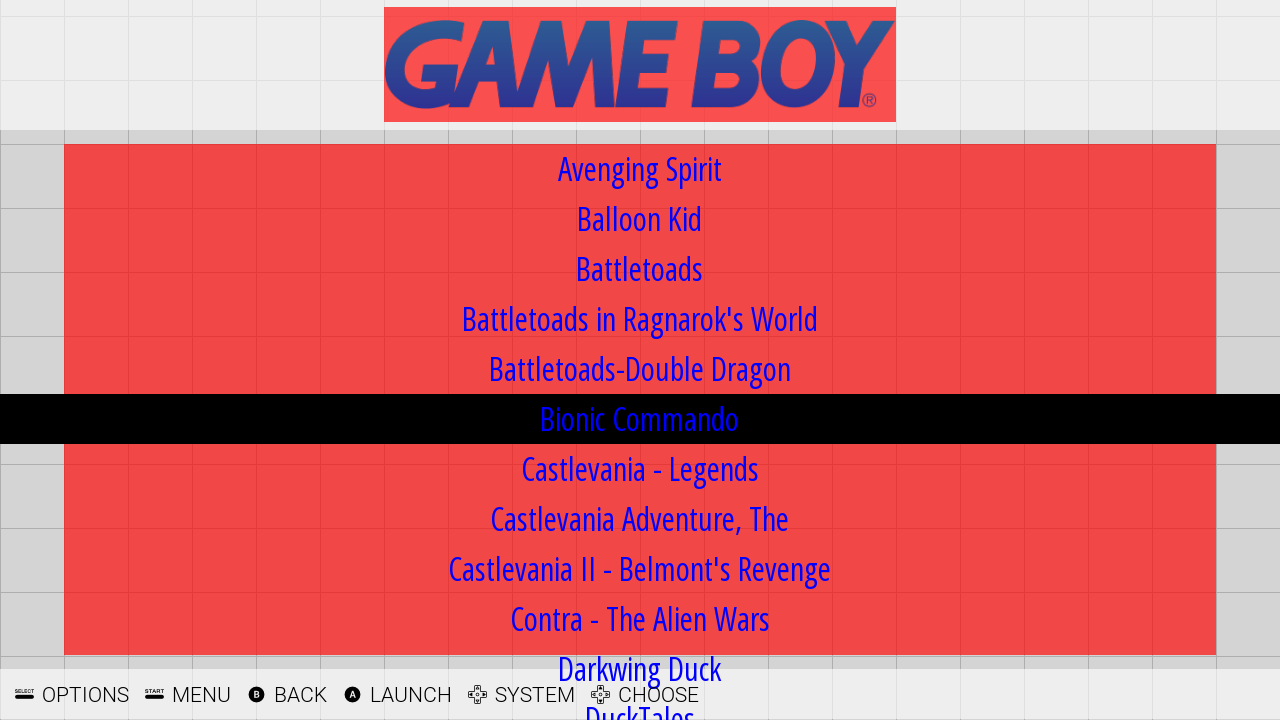 GAME BOY®
Avenging Spirit
Balloon Kid
Battletoads
Battletoads in Ragnarok's World
Battletoads-Double Dragon
Bionic Commando
Castlevania - Legends
Castlevania Adventure, The
Castlevania II - Belmont's Revenge
Contra - The Alien Wars
Darkwing Duck
SELECT OPTIONS START MENU B BACK A LAUNCH SYSTEM CHOOSE
DuckTales